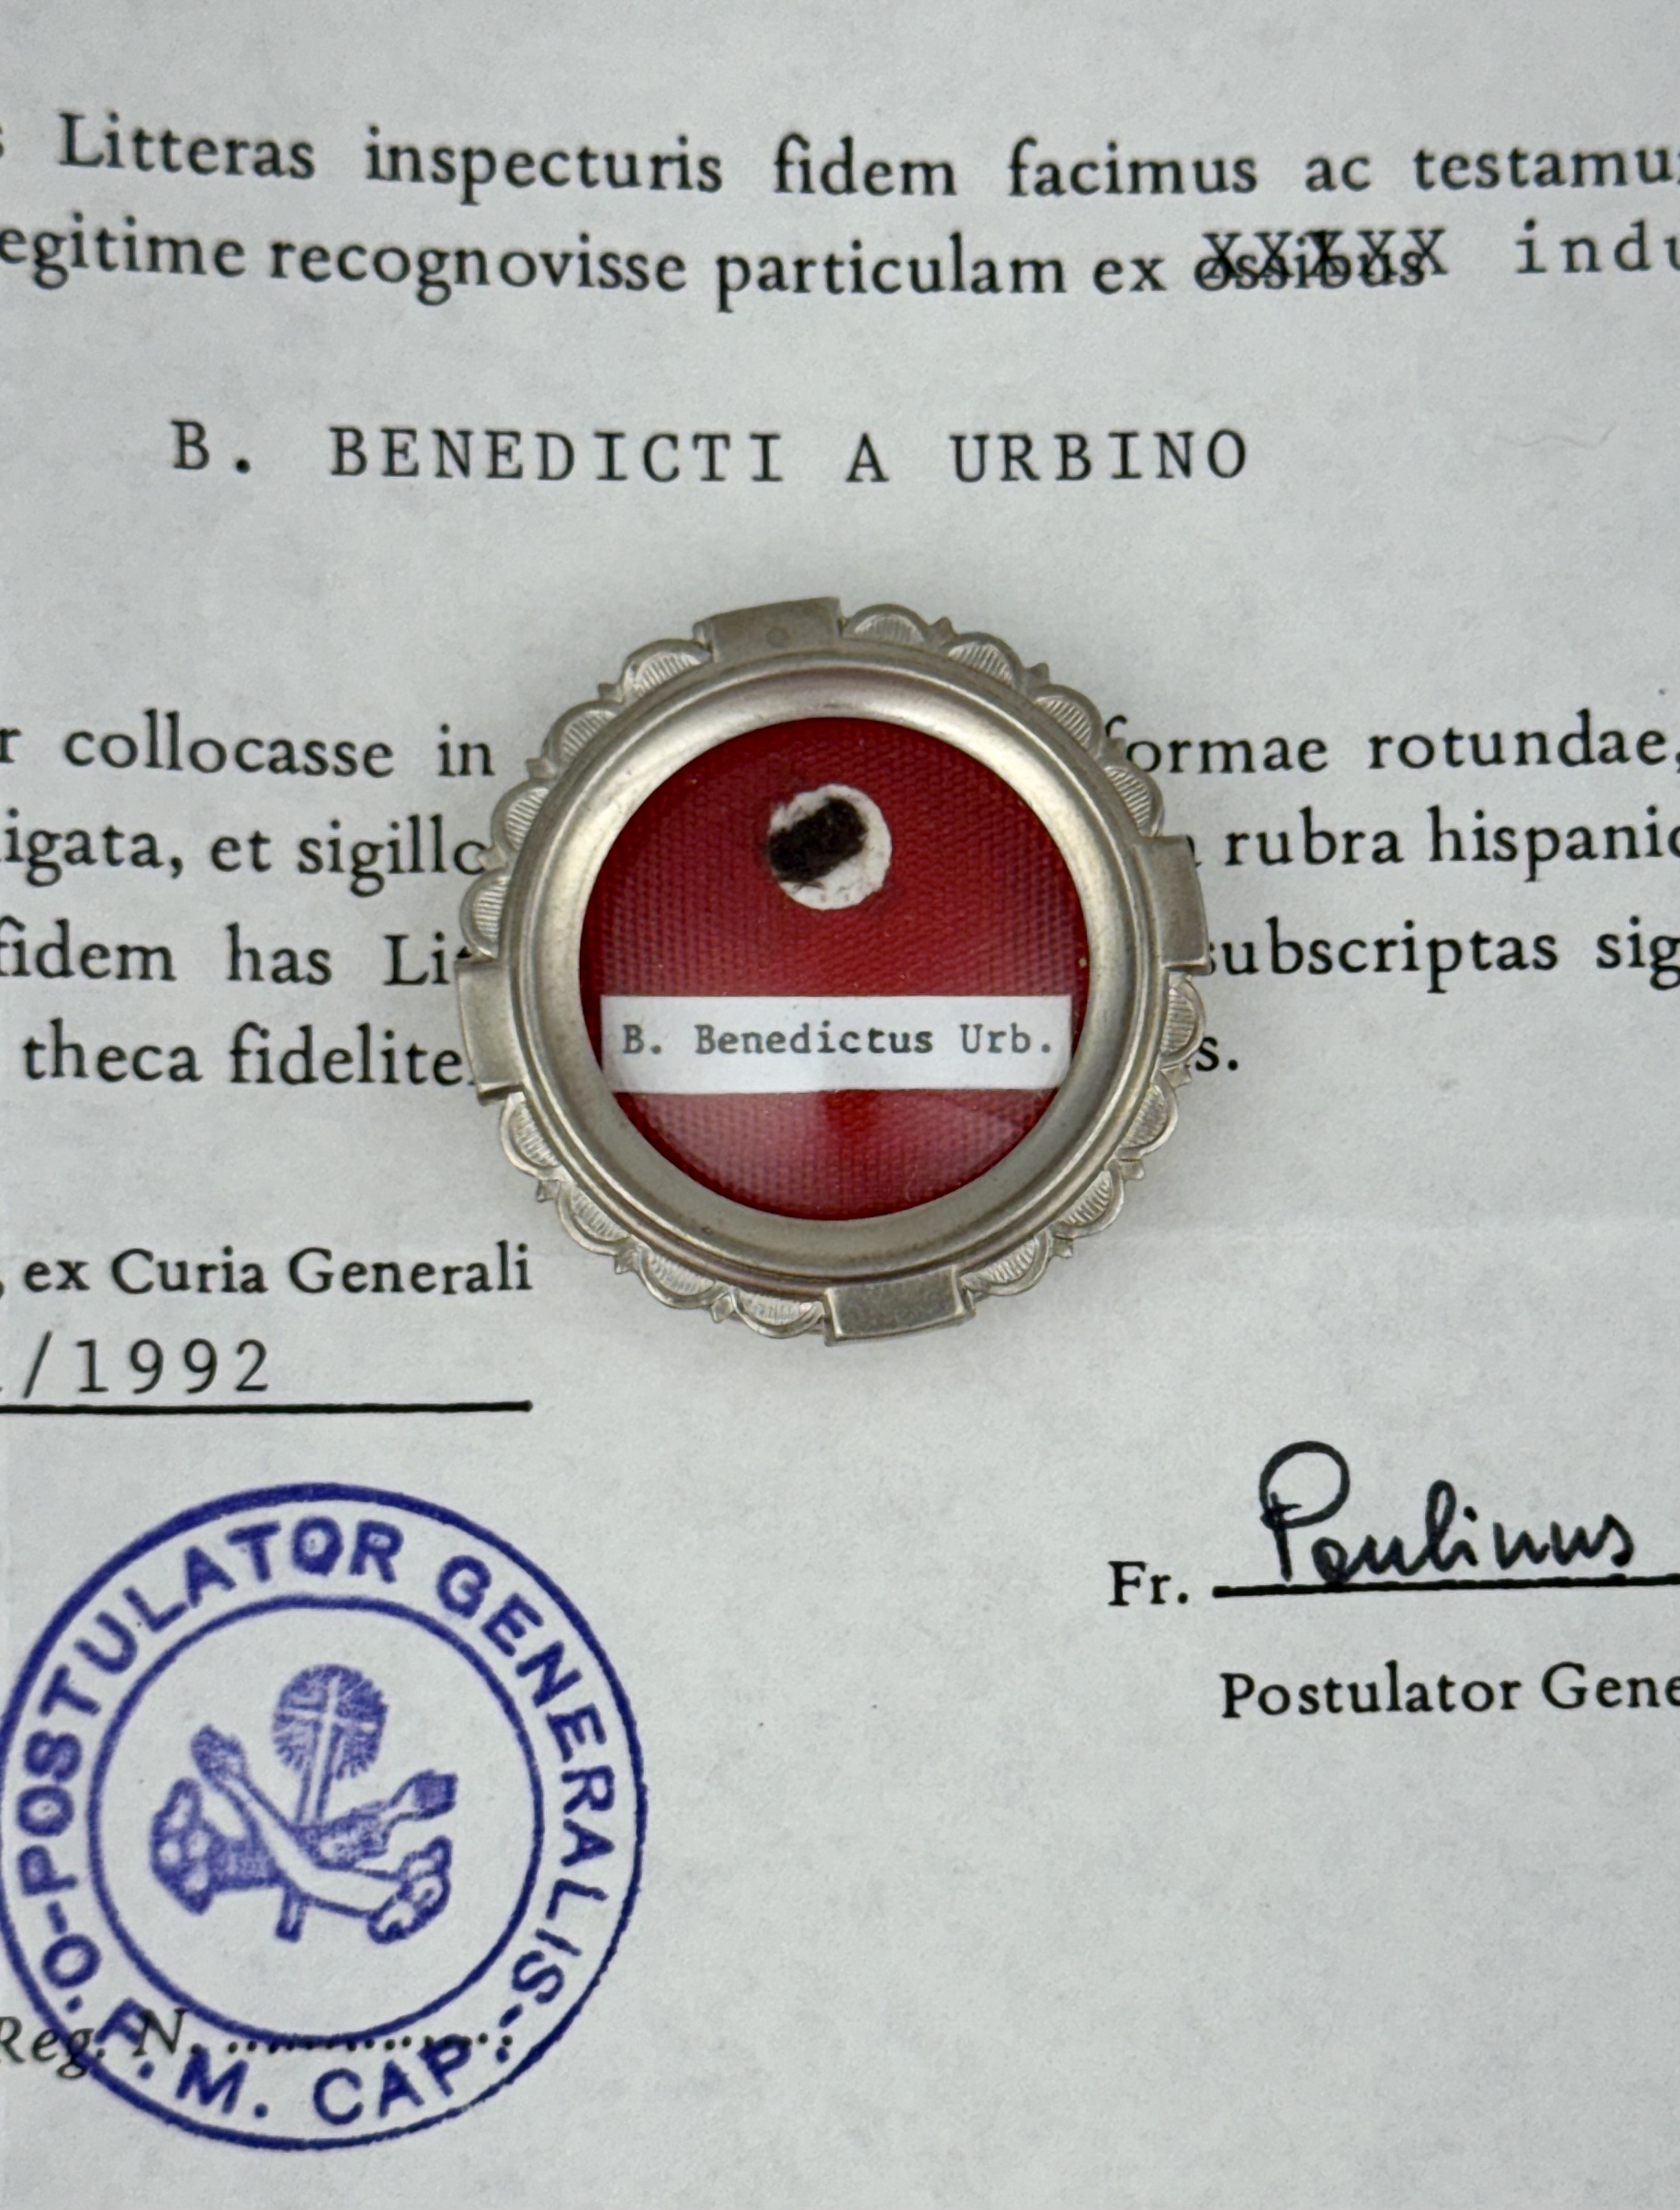 Litteras inspecturis fidem facimus ac testamu
egitime recognovisse particulam ex ossibus indu
B. BENEDICTI A URBINO
r collocasse in formae rotundae,
igata, et sigillo rubra hispanic
fidem has Lit subscriptas sig
theca fidelite s.
B. Benedictus Urb.
, ex Curia Generali
/1992
Fr. Paulinus
Postulator Gene
POSTULATOR GENERALIS
O.F.M. CAP.
Reg. N. ................